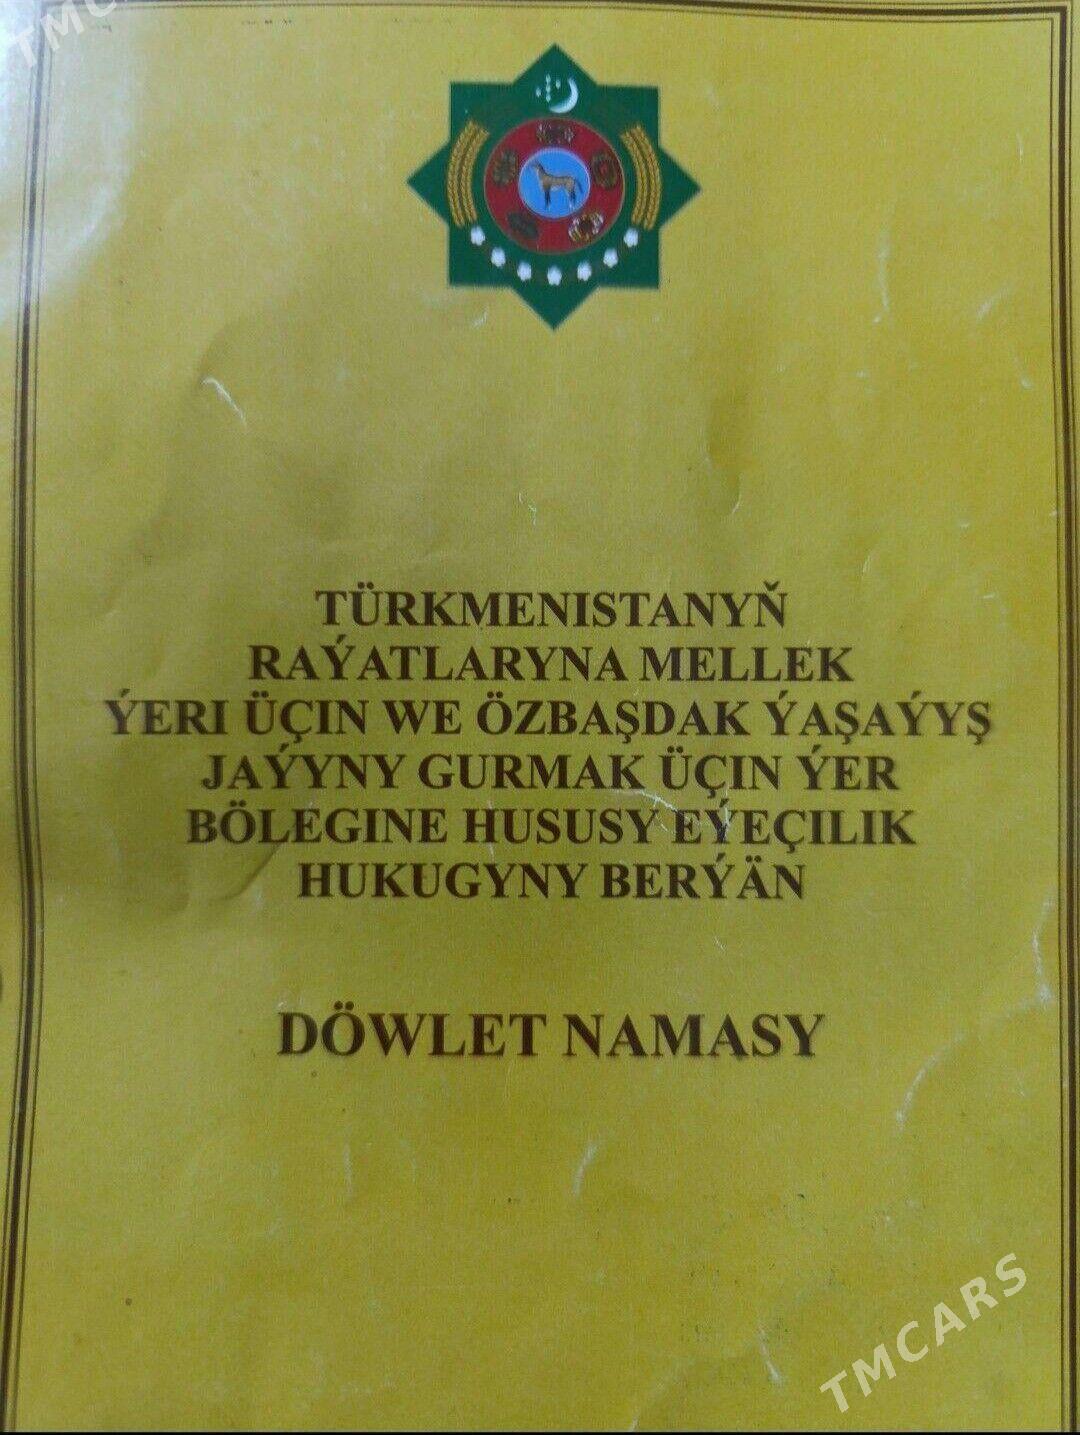 TÜRKMENISTANYŇ
RAÝATLARYNA MELLEK
ÝERI ÜÇIN WE ÖZBAŞDAK ÝAŞAÝYŞ
JAÝYNY GURMAK ÜÇIN ÝER
BÖLEGINE HUSUSY EÝEÇILIK
HUKUGYNY BERÝÄN
DÖWLET NAMASY
TMCARS